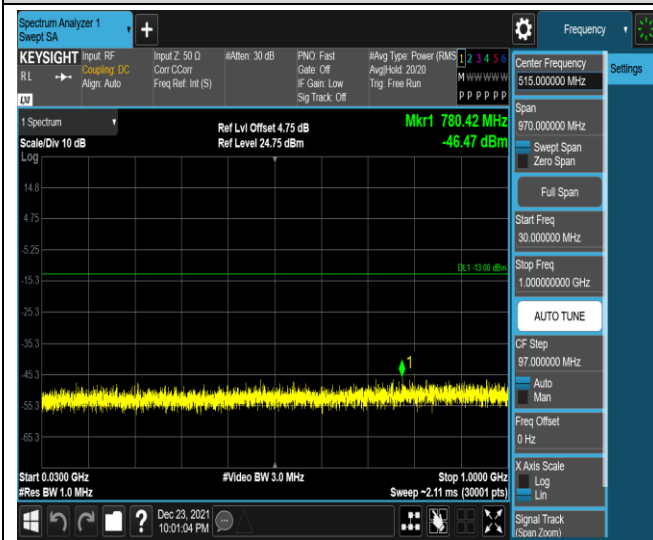 Spectrum Analyzer 1
Swept SA
+
Frequency
KEYSIGHT
R L
LXI
Input: RF
Coupling: DC
Align: Auto
Input Z: 50 Ω
Corr CCorr
Freq Ref: Int (S)
#Atten: 30 dB
PNO: Fast
Gate: Off
IF Gain: Low
Sig Track: Off
#Avg Type: Power (RMS
Avg|Hold: 20/20
Trig: Free Run
1 2 3 4 5 6
M W W W W W
P P P P P P
Center Frequency
515.000000 MHz
Settings
Span
970.000000 MHz
Swept Span
Zero Span
Full Span
Start Freq
30.000000 MHz
Stop Freq
1.000000000 GHz
AUTO TUNE
CF Step
97.000000 MHz
Auto
Man
Freq Offset
0 Hz
X Axis Scale
Log
Lin
Signal Track
(Span Zoom)
1 Spectrum
Scale/Div 10 dB
Log
Ref Lvl Offset 4.75 dB
Ref Level 24.75 dBm
Mkr1 780.42 MHz
-46.47 dBm
14.8
4.75
-5.25
DL1 -13.00 dBm
-15.3
-25.3
-35.3
1
-45.3
-55.3
-65.3
Start 0.0300 GHz
#Res BW 1.0 MHz
#Video BW 3.0 MHz
Stop 1.0000 GHz
Sweep ~2.11 ms (30001 pts)
?
Dec 23, 2021
10:01:04 PM